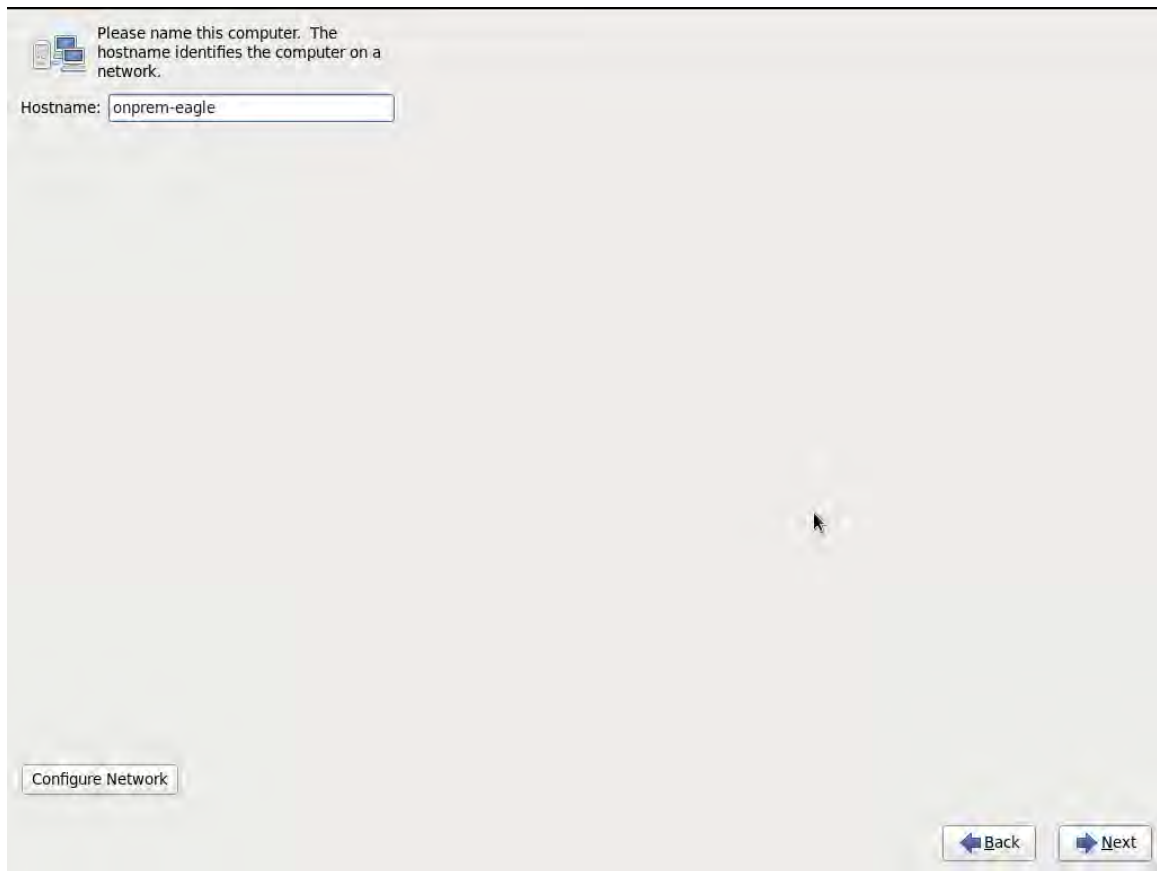 Please name this computer.  The
hostname identifies the computer on a
network.
Hostname: onprem-eagle
Configure Network
Back
Next